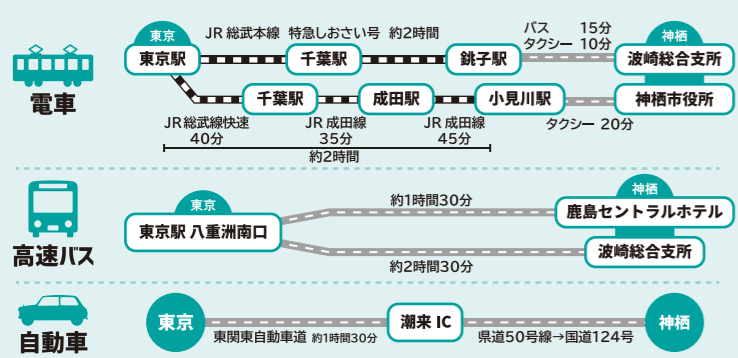 電車
東京
東京駅
JR 総武本線 特急しおさい号 約2時間
千葉駅
銚子駅
バス 15分
タクシー 10分
神栖
波崎総合支所
千葉駅
成田駅
小見川駅
神栖市役所
JR総武線快速
40分
JR成田線
35分
JR成田線
45分
タクシー 20分
約2時間
高速バス
東京
東京駅 八重洲南口
約1時間30分
神栖
鹿島セントラルホテル
約2時間30分
波崎総合支所
自動車
東京
東関東自動車道 約1時間30分
潮来 IC
県道50号線→国道124号
神栖